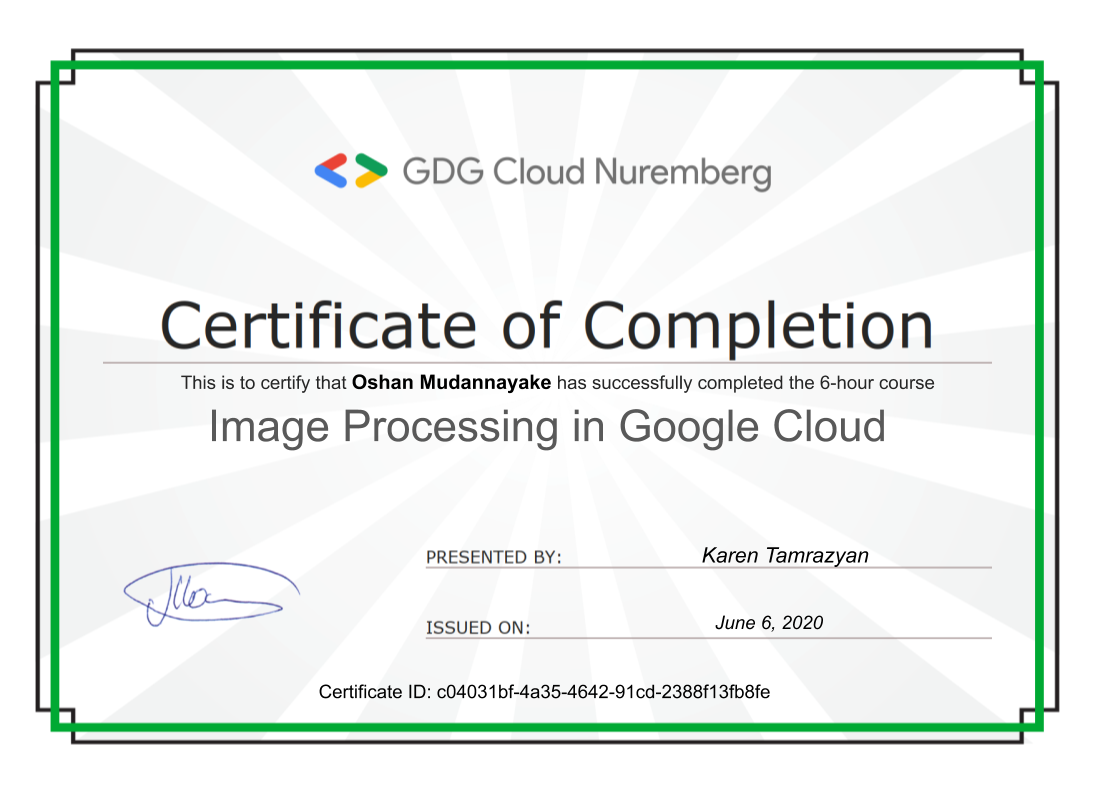 GDG Cloud Nuremberg
Certificate of Completion
This is to certify that Oshan Mudannayake has successfully completed the 6-hour course
Image Processing in Google Cloud
PRESENTED BY: Karen Tamrazyan
ISSUED ON: June 6, 2020
Certificate ID: c04031bf-4a35-4642-91cd-2388f13fb8fe